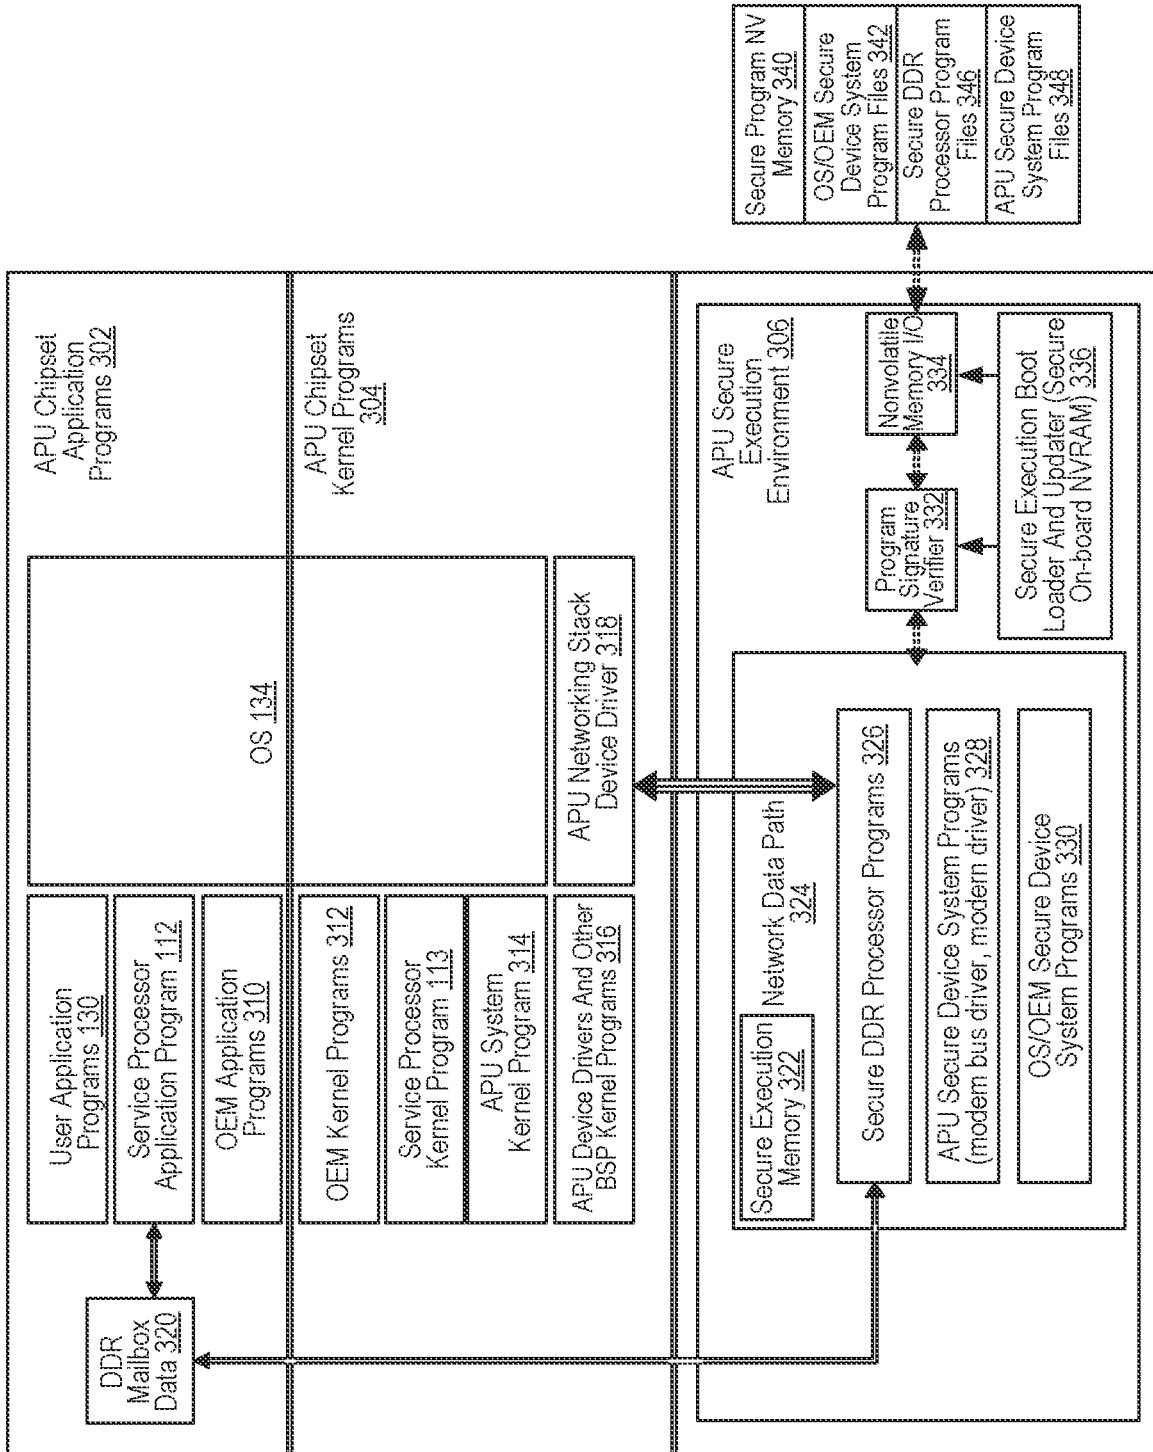 APU Chipset
Application
Programs 302
User Application
Programs 130
Service Processor
Application Program 112
OEM Application
Programs 310
DDR
Mailbox
Data 320
OS 134
APU Chipset
Kernel Programs
304
OEM Kernel Programs 312
Service Processor
Kernel Program 113
APU System
Kernel Program 314
APU Device Drivers And Other
BSP Kernel Programs 316
APU Networking Stack
Device Driver 318
APU Secure
Execution
Environment 306
Secure Execution
Memory 322
Network Data Path
324
Secure DDR Processor Programs 326
APU Secure Device System Programs
(modem bus driver, modern driver) 328
OS/OEM Secure Device
System Programs 330
Program
Signature
Verifier 332
Nonvolatile
Memory I/O
334
Secure Execution Boot
Loader And Updater (Secure
On-board NVRAM) 336
Secure Program NV
Memory 340
OS/OEM Secure
Device System
Program Files 342
Secure DDR
Processor Program
Files 346
APU Secure Device
System Program
Files 348